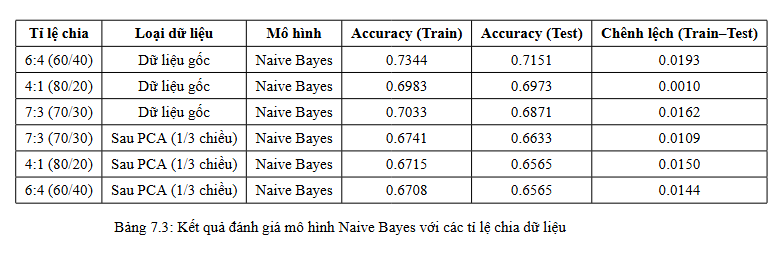 Tỉ lệ chia Loại dữ liệu Mô hình Accuracy (Train) Accuracy (Test) Chênh lệch (Train–Test)
6:4 (60/40) Dữ liệu gốc Naive Bayes 0.7344 0.7151 0.0193
4:1 (80/20) Dữ liệu gốc Naive Bayes 0.6983 0.6973 0.0010
7:3 (70/30) Dữ liệu gốc Naive Bayes 0.7033 0.6871 0.0162
7:3 (70/30) Sau PCA (1/3 chiều) Naive Bayes 0.6741 0.6633 0.0109
4:1 (80/20) Sau PCA (1/3 chiều) Naive Bayes 0.6715 0.6565 0.0150
6:4 (60/40) Sau PCA (1/3 chiều) Naive Bayes 0.6708 0.6565 0.0144
Bảng 7.3: Kết quả đánh giá mô hình Naive Bayes với các tỉ lệ chia dữ liệu